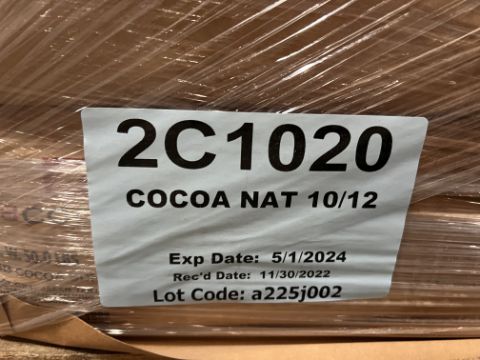 2C1020
COCOA NAT 10/12
Exp Date: 5/1/2024
Rec'd Date: 11/30/2022
Lot Code: a225j002